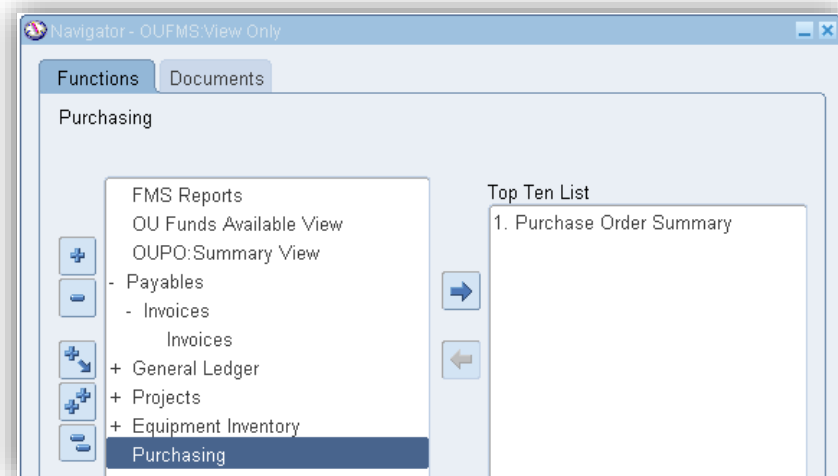 Navigator - OUFMS:View Only
Functions
Documents
Purchasing
FMS Reports
OU Funds Available View
OUPO:Summary View
- Payables
- Invoices
Invoices
+ General Ledger
+ Projects
+ Equipment Inventory
Purchasing
Top Ten List
1. Purchase Order Summary